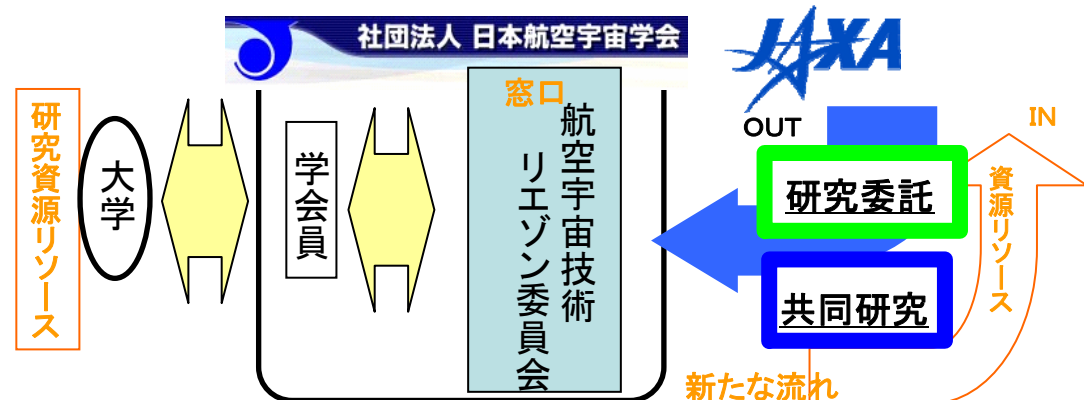 社団法人 日本航空宇宙学会
JAXA
研究資源リソース
大学
学会員
窓口
航空宇宙技術
リエゾン委員会
OUT
IN
研究委託
資源リソース
共同研究
新たな流れ